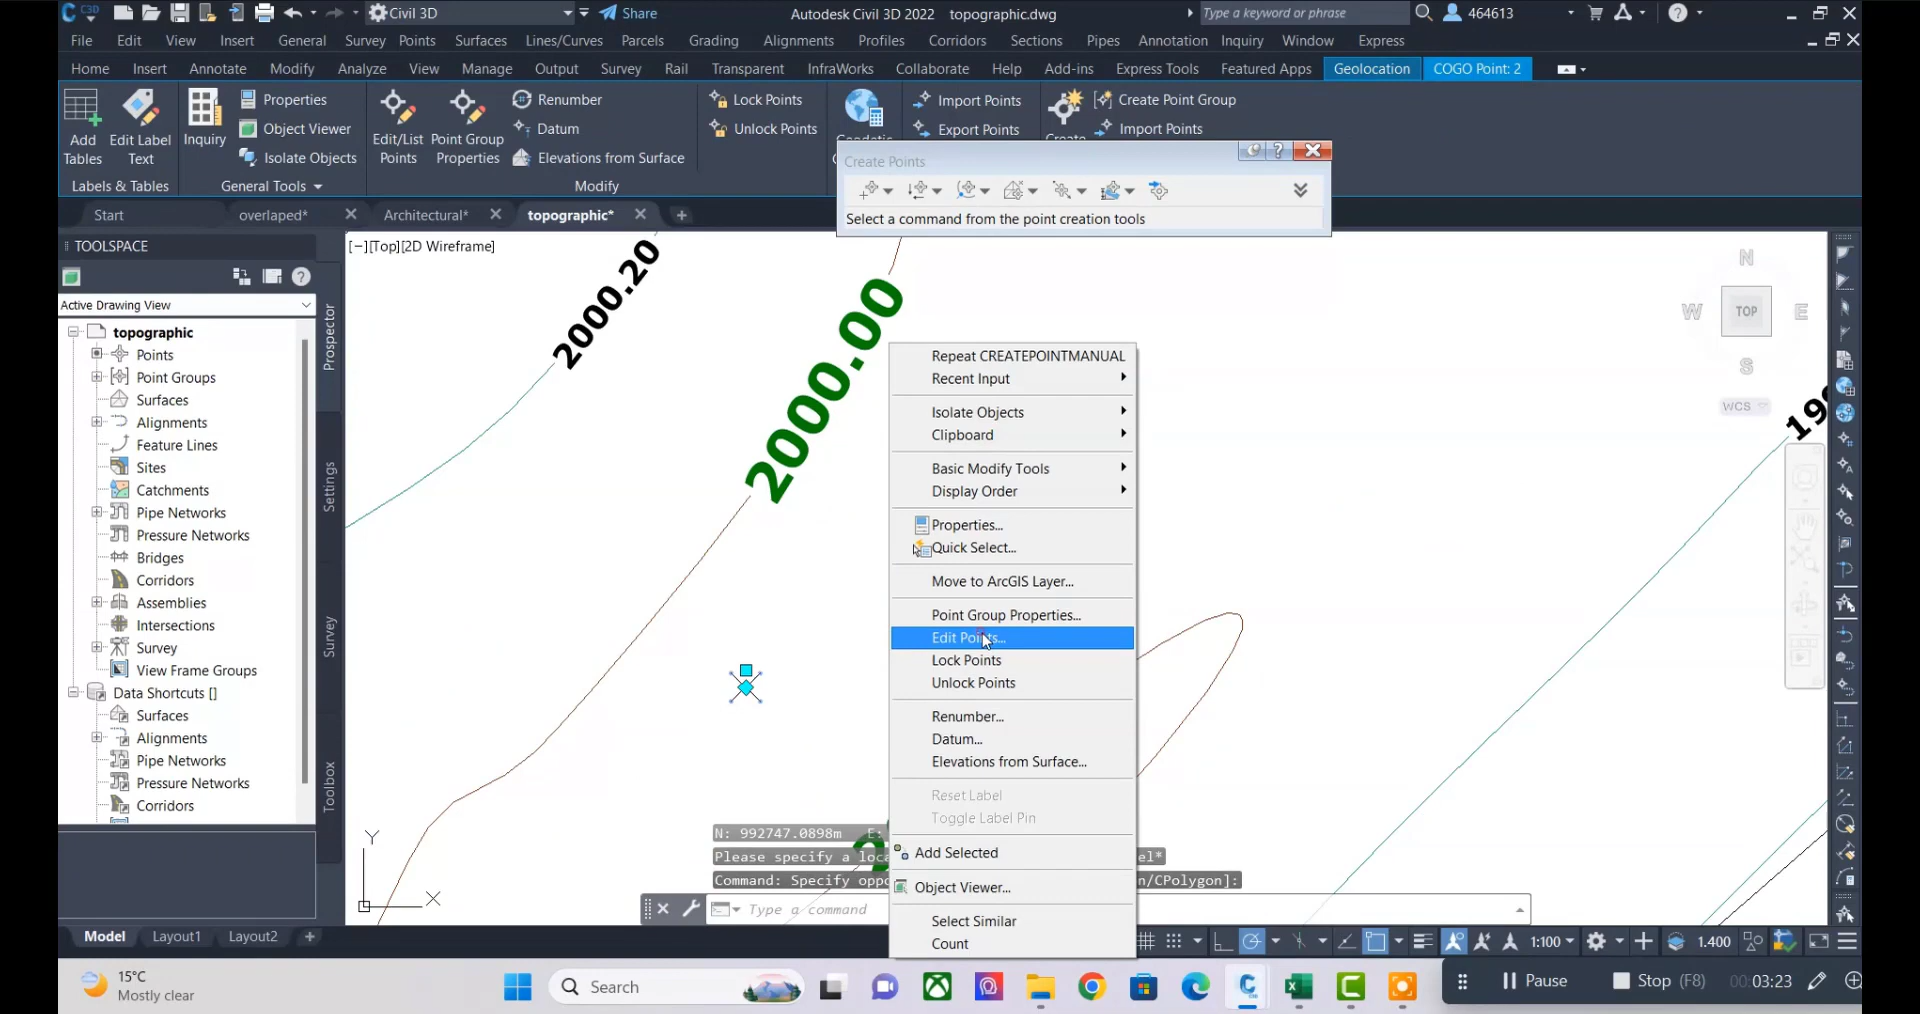 C3D
Civil 3D
Share
Autodesk Civil 3D 2022 topographic.dwg
Type a keyword or phrase
464613
File Edit View Insert General Survey Points Surfaces Lines/Curves Parcels Grading Alignments Profiles Corridors Sections Pipes Annotation Inquiry Window Express
Home Insert Annotate Modify Analyze View Manage Output Survey Rail Transparent InfraWorks Collaborate Help Add-ins Express Tools Featured Apps Geolocation COGO Point: 2
Add Tables
Edit Label Text
Labels & Tables
Inquiry
Properties
Object Viewer
Isolate Objects
General Tools
Edit/List Points
Point Group Properties
Renumber
Datum
Elevations from Surface
Modify
Lock Points
Unlock Points
Import Points
Export Points
Create Point Group
Import Points
Create Points
Select a command from the point creation tools
Start overlaped* Architectural* topographic*
TOOLSPACE
Active Drawing View
topographic
Points
Point Groups
Surfaces
Alignments
Feature Lines
Sites
Catchments
Pipe Networks
Pressure Networks
Bridges
Corridors
Assemblies
Intersections
Survey
View Frame Groups
Data Shortcuts []
Surfaces
Alignments
Pipe Networks
Pressure Networks
Corridors
Prospector
Settings
Survey
Toolbox
[−][Top][2D Wireframe]
2000.20
2000.00
N
W TOP E
S
WCS
Repeat CREATEPOINTMANUAL
Recent Input
Isolate Objects
Clipboard
Basic Modify Tools
Display Order
Properties...
Quick Select...
Move to ArcGIS Layer...
Point Group Properties...
Edit Points...
Lock Points
Unlock Points
Renumber...
Datum...
Elevations from Surface...
Reset Label
Toggle Label Pin
Add Selected
Object Viewer...
Select Similar
Count
Y
X
N: 992747.0898m E:
Please specify a loca
el*
Command: Specify oppo
n/CPolygon]:
Type a command
Model Layout1 Layout2
1:100
1.400
15°C
Mostly clear
Search
Pause
Stop (F8)
00:03:23